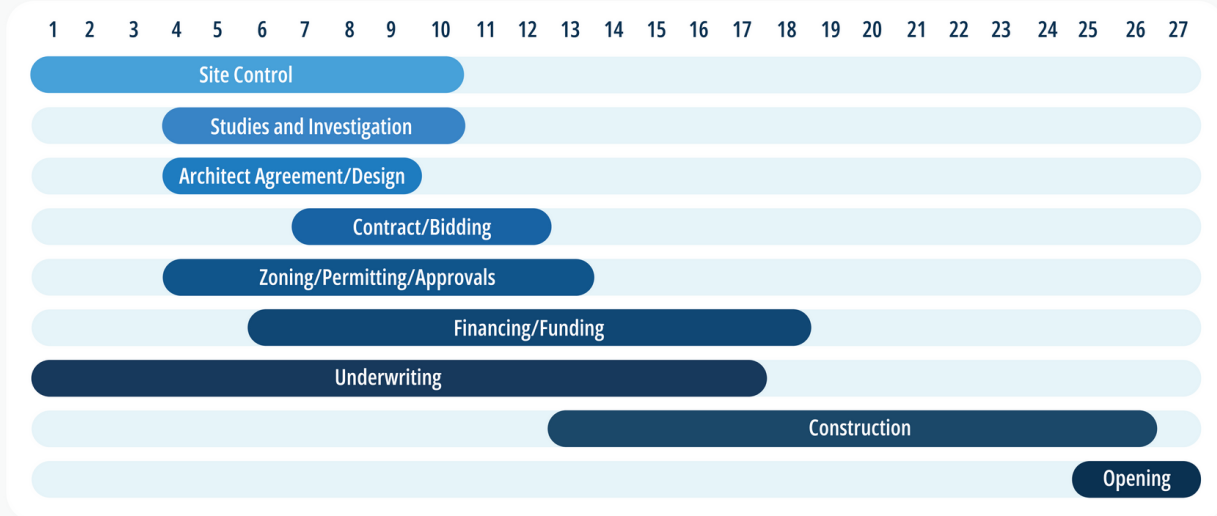 1 2 3 4 5 6 7 8 9 10 11 12 13 14 15 16 17 18 19 20 21 22 23 24 25 26 27
Site Control
Studies and Investigation
Architect Agreement/Design
Contract/Bidding
Zoning/Permitting/Approvals
Financing/Funding
Underwriting
Construction
Opening